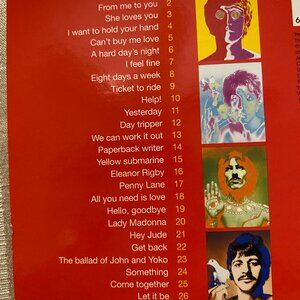 From me to you 2
She loves you 3
I want to hold your hand 4
Can't buy me love 5
A hard day's night 6
I feel fine 7
Eight days a week 8
Ticket to ride 9
Help! 10
Yesterday 11
Day tripper 12
We can work it out 13
Paperback writer 14
Yellow submarine 15
Eleanor Rigby 16
Penny Lane 17
All you need is love 18
Hello, goodbye 19
Lady Madonna 20
Hey Jude 21
Get back 22
The ballad of John and Yoko 23
Something 24
Come together 25
Let it be 26